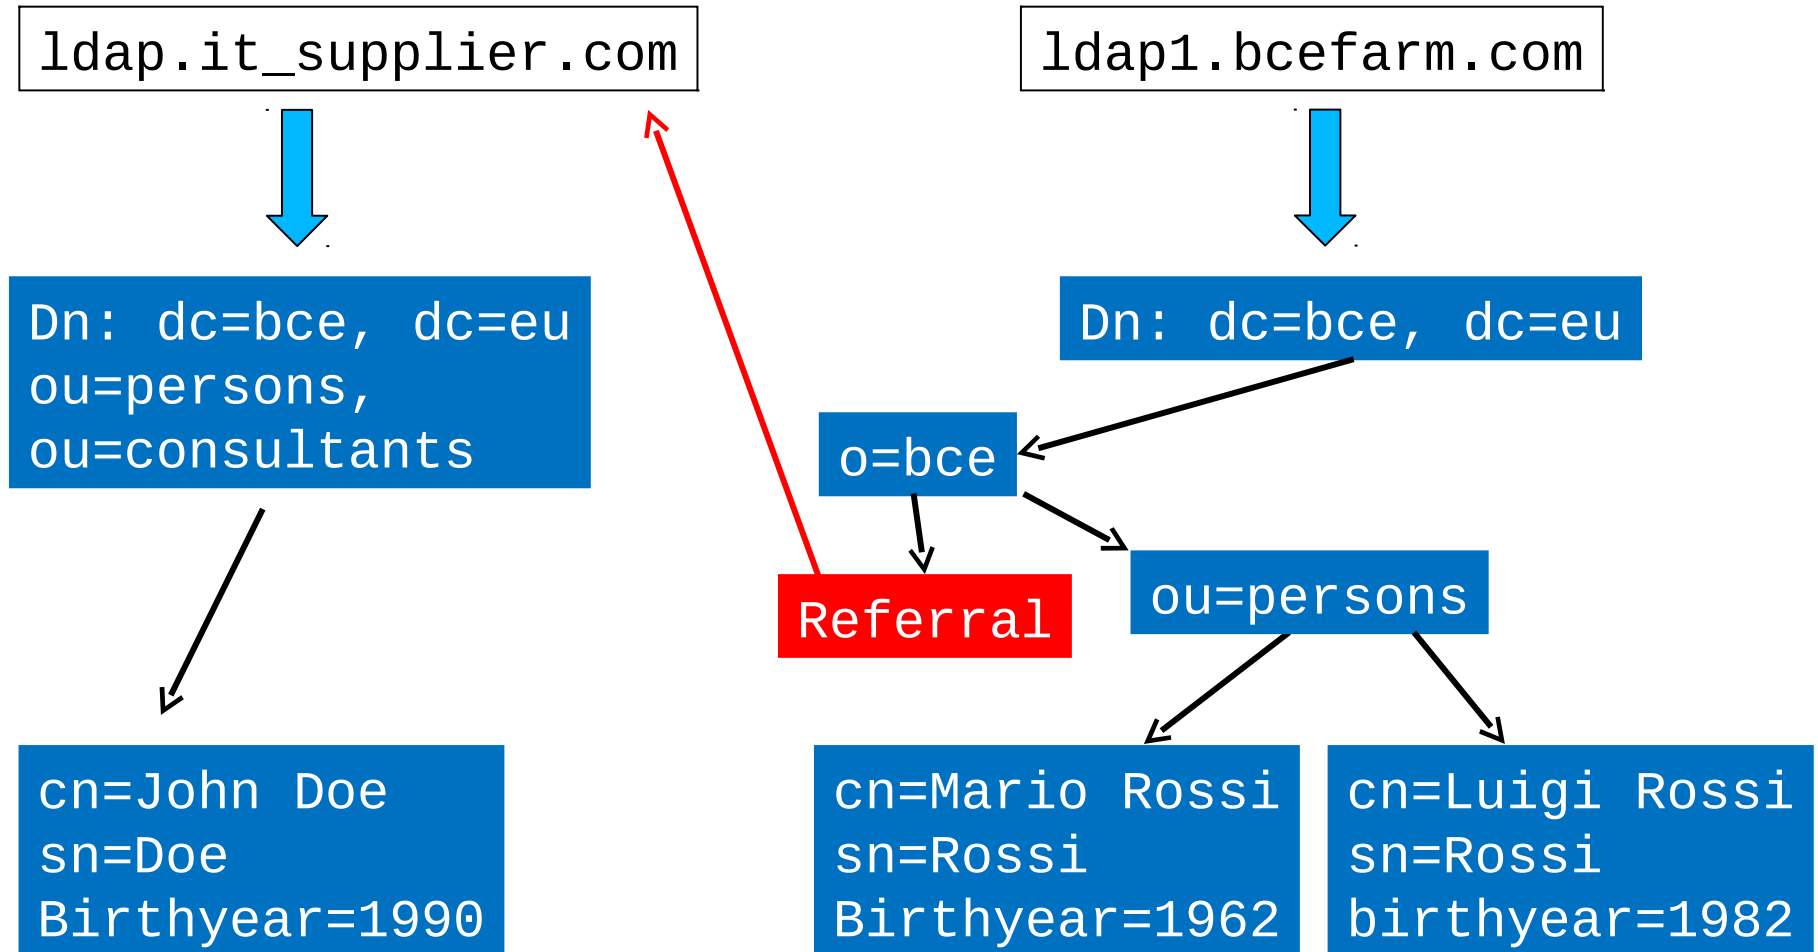 ldap.it_supplier.com
ldap1.bcefarm.com
Dn: dc=bce, dc=eu
ou=persons,
ou=consultants
Dn: dc=bce, dc=eu
o=bce
Referral
ou=persons
cn=John Doe
sn=Doe
Birthyear=1990
cn=Mario Rossi
sn=Rossi
Birthyear=1962
cn=Luigi Rossi
sn=Rossi
birthyear=1982